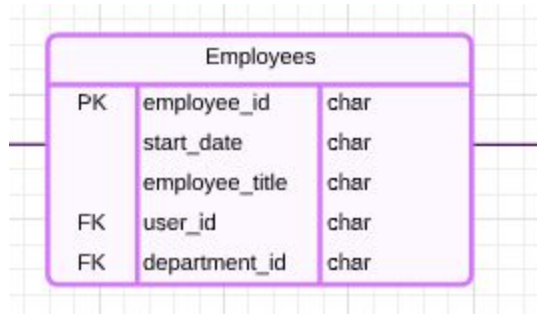 Employees
PK employee_id char
start_date char
employee_title char
FK user_id char
FK department_id char